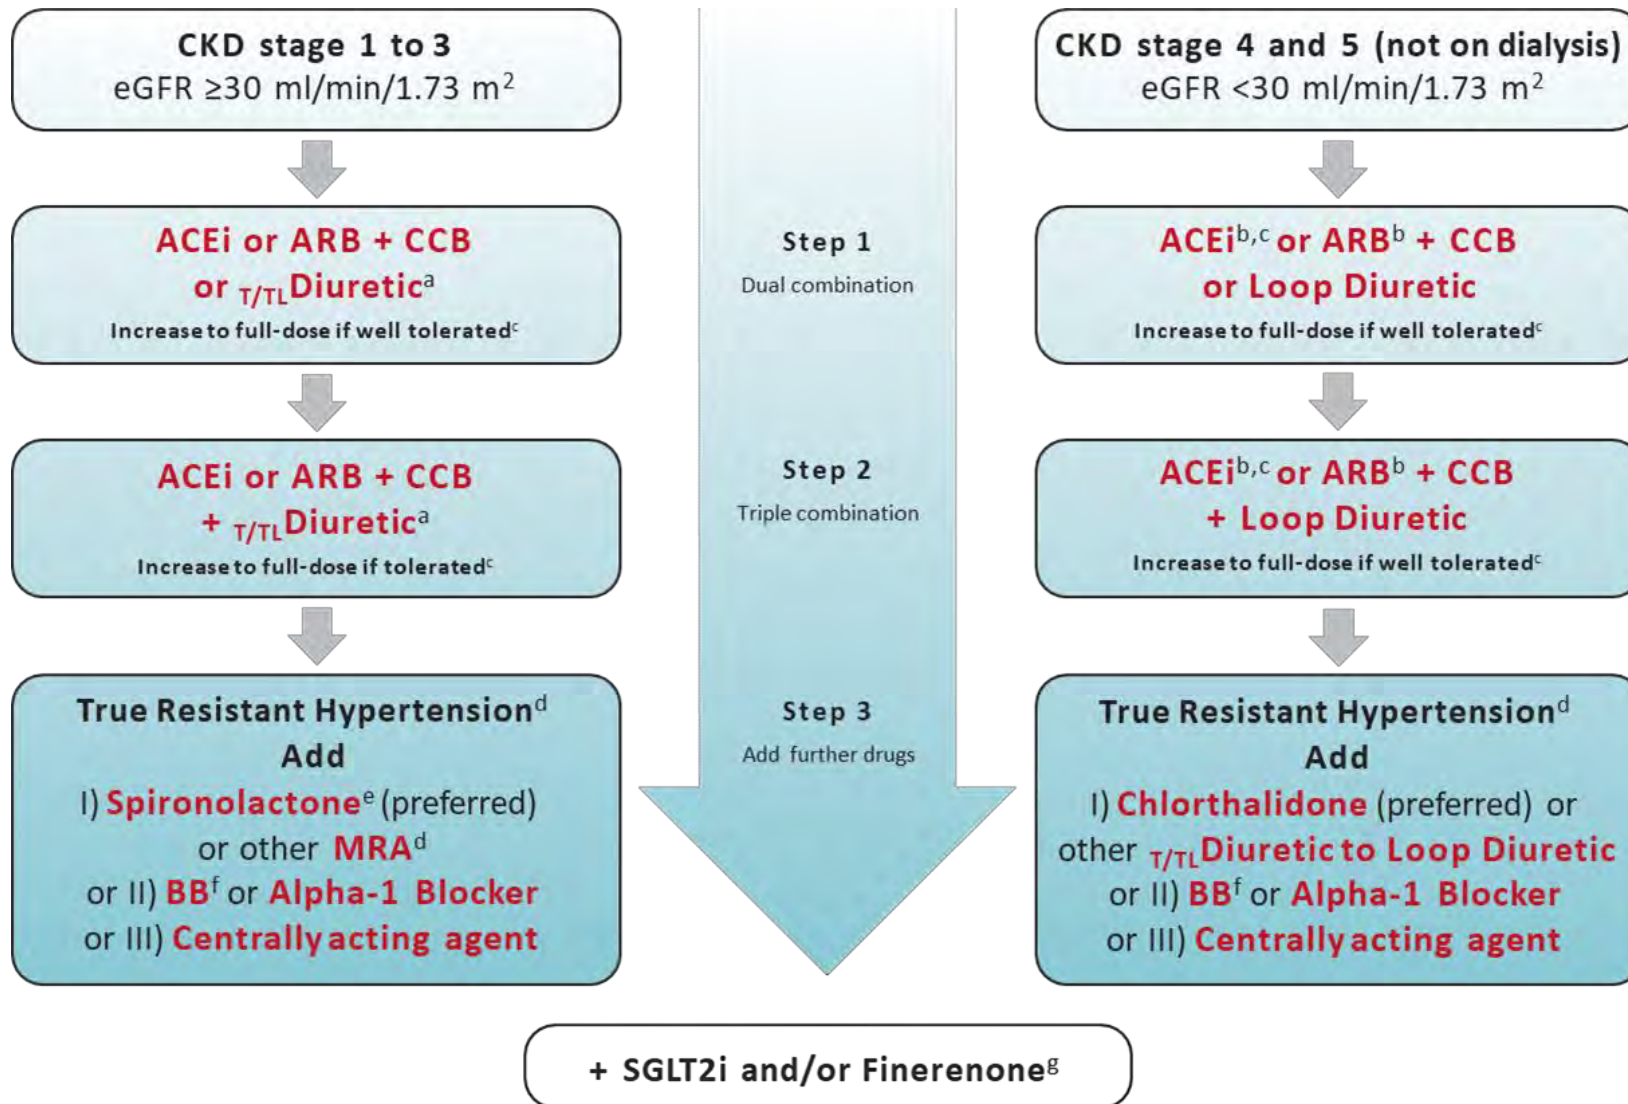 CKD stage 1 to 3
eGFR ≥30 ml/min/1.73 m²
ACEi or ARB + CCB
or T/TLDiureticᵃ
Increase to full-dose if well toleratedᶜ
ACEi or ARB + CCB
+ T/TLDiureticᵃ
Increase to full-dose if toleratedᶜ
True Resistant Hypertensionᵈ
Add
I) Spironolactoneᵉ (preferred)
or other MRAᵈ
or II) BBᶠ or Alpha-1 Blocker
or III) Centrally acting agent
Step 1
Dual combination
Step 2
Triple combination
Step 3
Add further drugs
CKD stage 4 and 5 (not on dialysis)
eGFR <30 ml/min/1.73 m²
ACEiᵇ,ᶜ or ARBᵇ + CCB
or Loop Diuretic
Increase to full-dose if well toleratedᶜ
ACEiᵇ,ᶜ or ARBᵇ + CCB
+ Loop Diuretic
Increase to full-dose if well toleratedᶜ
True Resistant Hypertensionᵈ
Add
I) Chlorthalidone (preferred) or
other T/TLDiuretic to Loop Diuretic
or II) BBᶠ or Alpha-1 Blocker
or III) Centrally acting agent
+ SGLT2i and/or Finerenoneᵍ